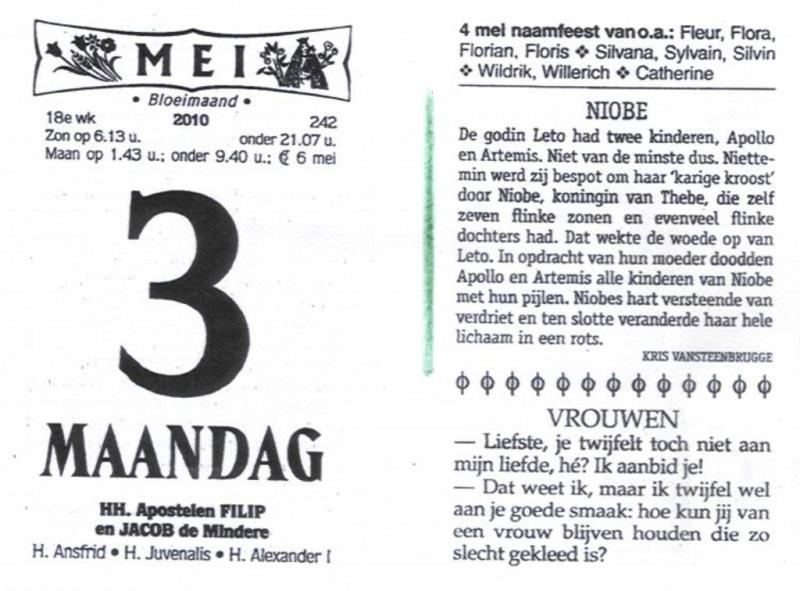 MEI
• Bloeimaand •
18e wk 2010 242
Zon op 6.13 u. onder 21.07 u.
Maan op 1.43 u.; onder 9.40 u.; 6 mei
3
MAANDAG
HH. Apostelen FILIP
en JACOB de Mindere
H. Ansfrid • H. Juvenalis • H. Alexander I
4 mei naamfeest van o.a.: Fleur, Flora,
Florian, Floris ❖ Silvana, Sylvain, Silvin
❖ Wildrik, Willerich ❖ Catherine
NIOBE
De godin Leto had twee kinderen, Apollo
en Artemis. Niet van de minste dus. Niette-
min werd zij bespot om haar 'karige kroost'
door Niobe, koningin van Thebe, die zelf
zeven flinke zonen en evenveel flinke
dochters had. Dat wekte de woede op van
Leto. In opdracht van hun moeder doodden
Apollo en Artemis alle kinderen van Niobe
met hun pijlen. Niobes hart versteende van
verdriet en ten slotte veranderde haar hele
lichaam in een rots.
KRIS VANSTEENBRUGGE
VROUWEN
— Liefste, je twijfelt toch niet aan
mijn liefde, hé? Ik aanbid je!
— Dat weet ik, maar ik twijfel wel
aan je goede smaak: hoe kun jij van
een vrouw blijven houden die zo
slecht gekleed is?